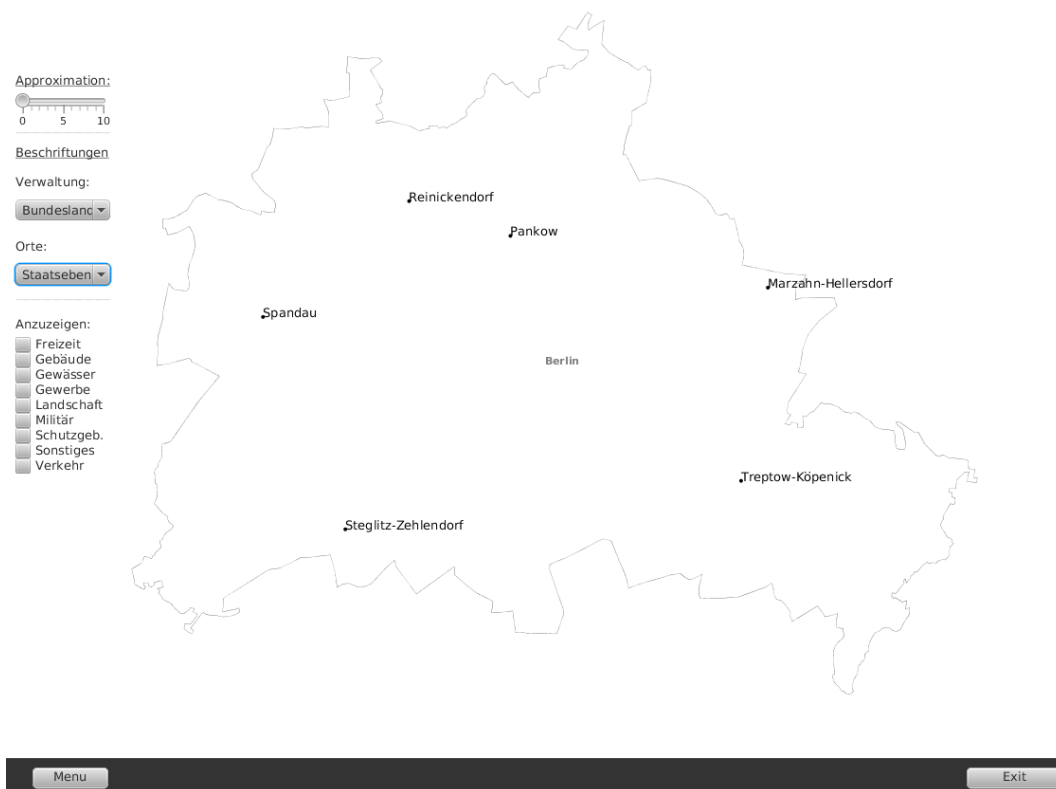 Approximation:
0 5 10
Beschriftungen
Verwaltung:
Bundesland
Orte:
Staatseben
Anzuzeigen:
Freizeit
Gebäude
Gewässer
Gewerbe
Landschaft
Militär
Schutzgeb.
Sonstiges
Verkehr
Reinickendorf
Pankow
Marzahn-Hellersdorf
Spandau
Berlin
Treptow-Köpenick
Steglitz-Zehlendorf
Menu
Exit